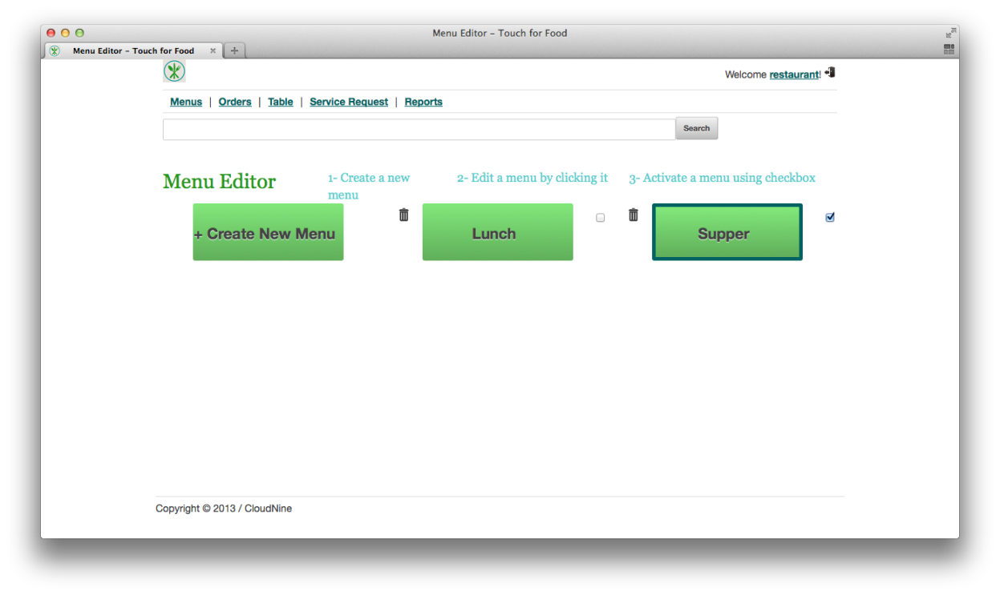 Menu Editor – Touch for Food
Menu Editor – Touch for Food
Welcome restaurant!
Menus | Orders | Table | Service Request | Reports
Search
Menu Editor
1- Create a new
menu
2- Edit a menu by clicking it
3- Activate a menu using checkbox
+ Create New Menu
Lunch
Supper
Copyright © 2013 / CloudNine